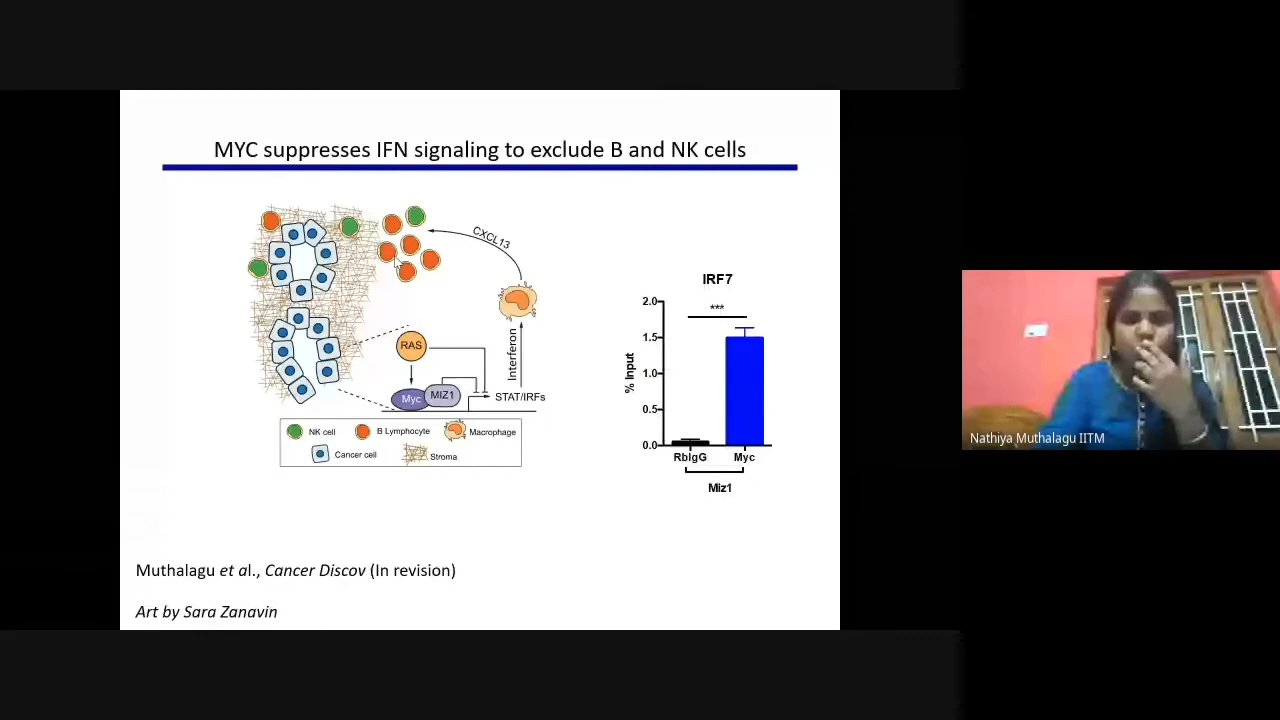 MYC suppresses IFN signaling to exclude B and NK cells
CXCL13
Interferon
RAS
Myc
MIZ1
STAT/IRFs
NK cell
B Lymphocyte
Macrophage
Cancer cell
Stroma
IRF7
***
2.0
1.5
1.0
0.5
0.0
% Input
RbIgG
Myc
Miz1
Muthalagu et al., Cancer Discov (In revision)
Art by Sara Zanavin
Nathiya Muthalagu IITM